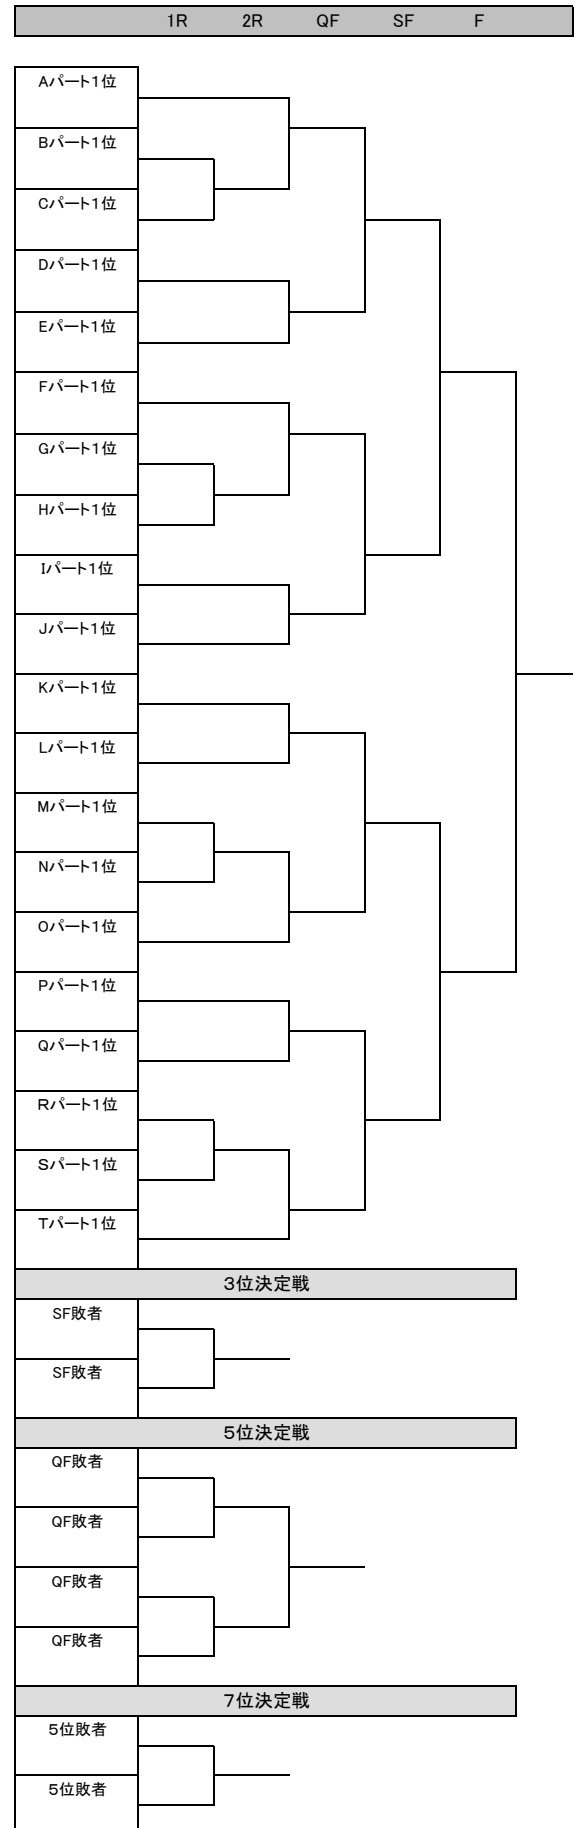 1R 2R QF SF F
Aパート1位
Bパート1位
Cパート1位
Dパート1位
Eパート1位
Fパート1位
Gパート1位
Hパート1位
Iパート1位
Jパート1位
Kパート1位
Lパート1位
Mパート1位
Nパート1位
Oパート1位
Pパート1位
Qパート1位
Rパート1位
Sパート1位
Tパート1位
3位決定戦
SF敗者
SF敗者
5位決定戦
QF敗者
QF敗者
QF敗者
QF敗者
7位決定戦
5位敗者
5位敗者